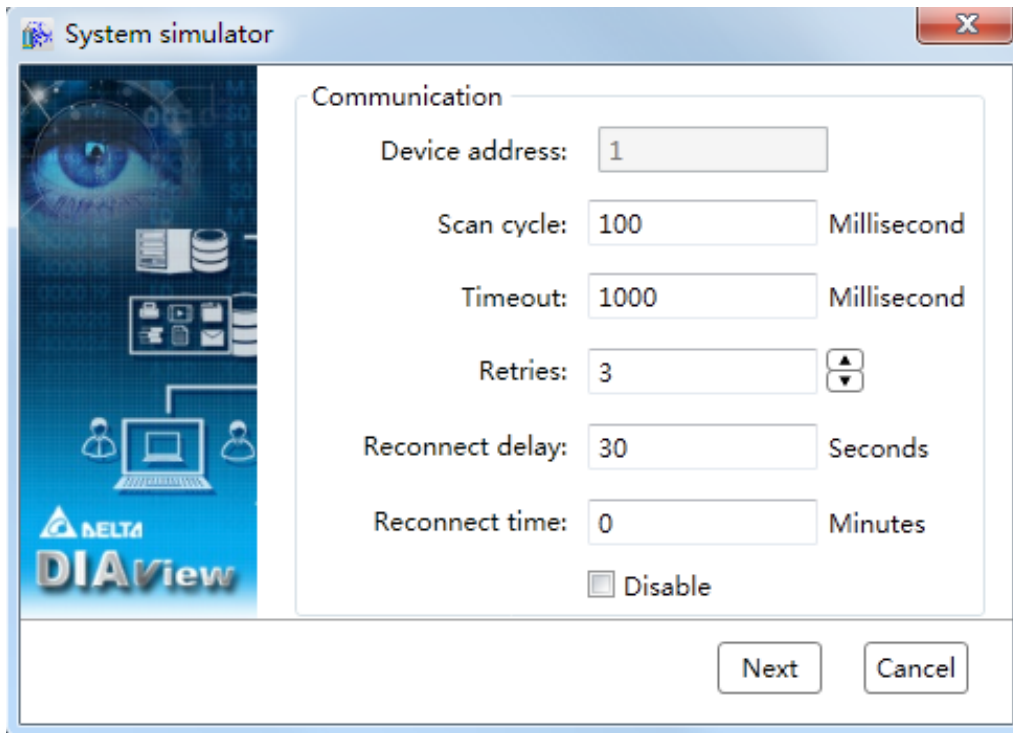 System simulator
Communication
Device address: 1
Scan cycle: 100 Millisecond
Timeout: 1000 Millisecond
Retries: 3
Reconnect delay: 30 Seconds
Reconnect time: 0 Minutes
Disable
DELTA
DIAView
Next Cancel